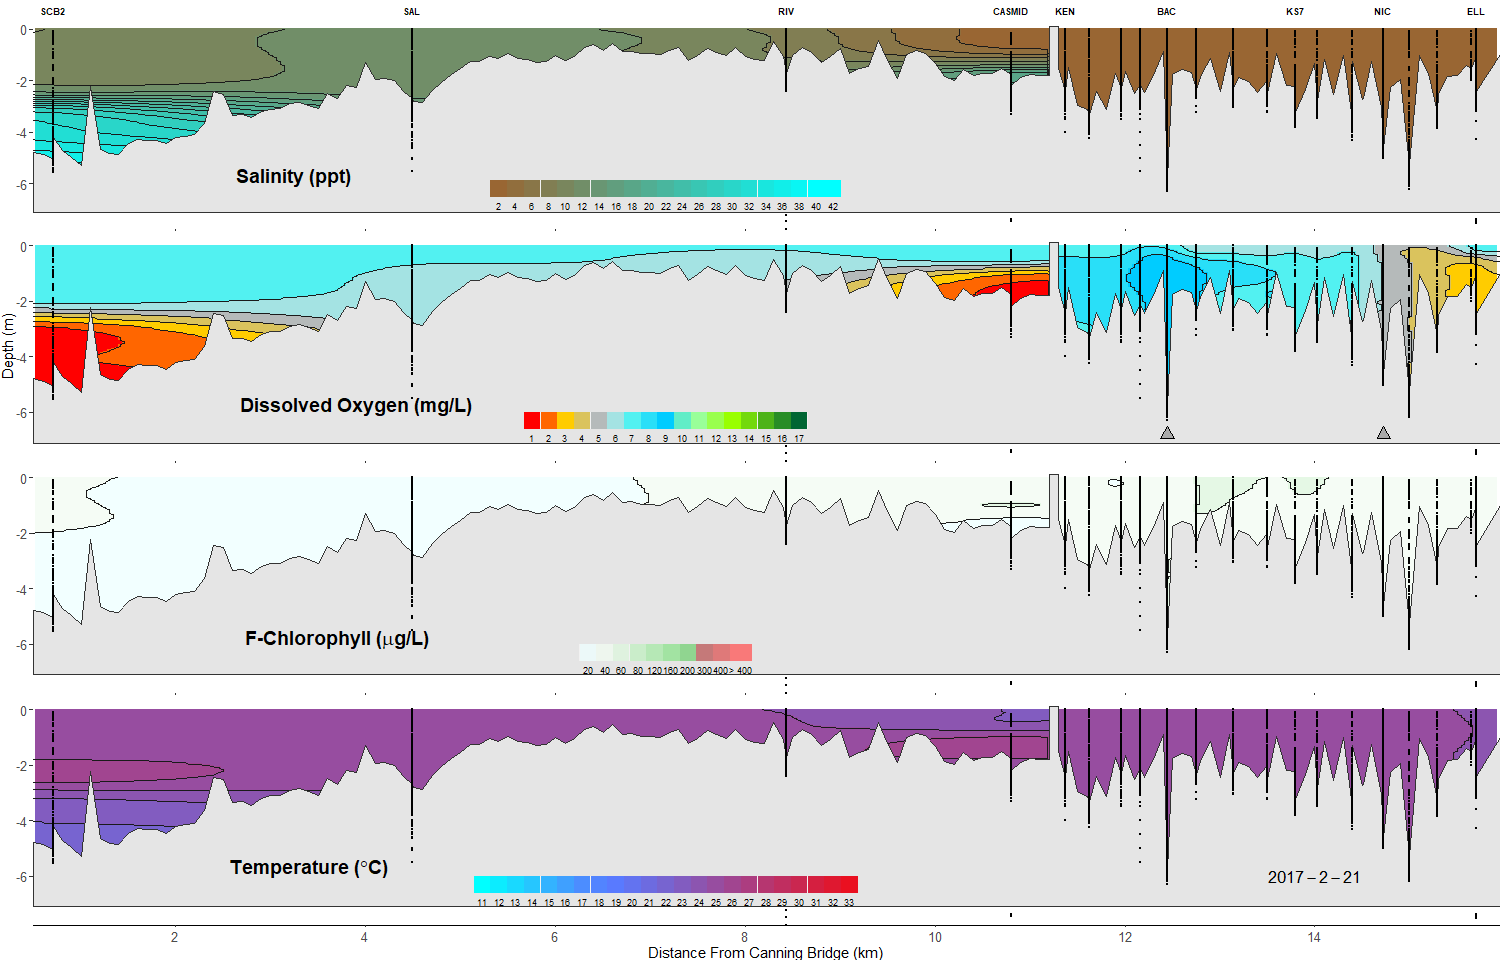 SCB2 SAL RIV CASMID KEN BAC KS7 NIC ELL
0
-2
-4
-6
Salinity (ppt)
2 4 6 8 10 12 14 16 18 20 22 24 26 28 30 32 34 36 38 40 42
0
-2
-4
-6
Depth (m)
Dissolved Oxygen (mg/L)
1 2 3 4 5 6 7 8 9 10 11 12 13 14 15 16 17
0
-2
-4
-6
F-Chlorophyll (μg/L)
20 40 60 80 120 160 200 300 400 > 400
0
-2
-4
-6
Temperature (°C)
2017 – 2 – 21
11 12 13 14 15 16 17 18 19 20 21 22 23 24 25 26 27 28 29 30 31 32 33
2 4 6 8 10 12 14
Distance From Canning Bridge (km)